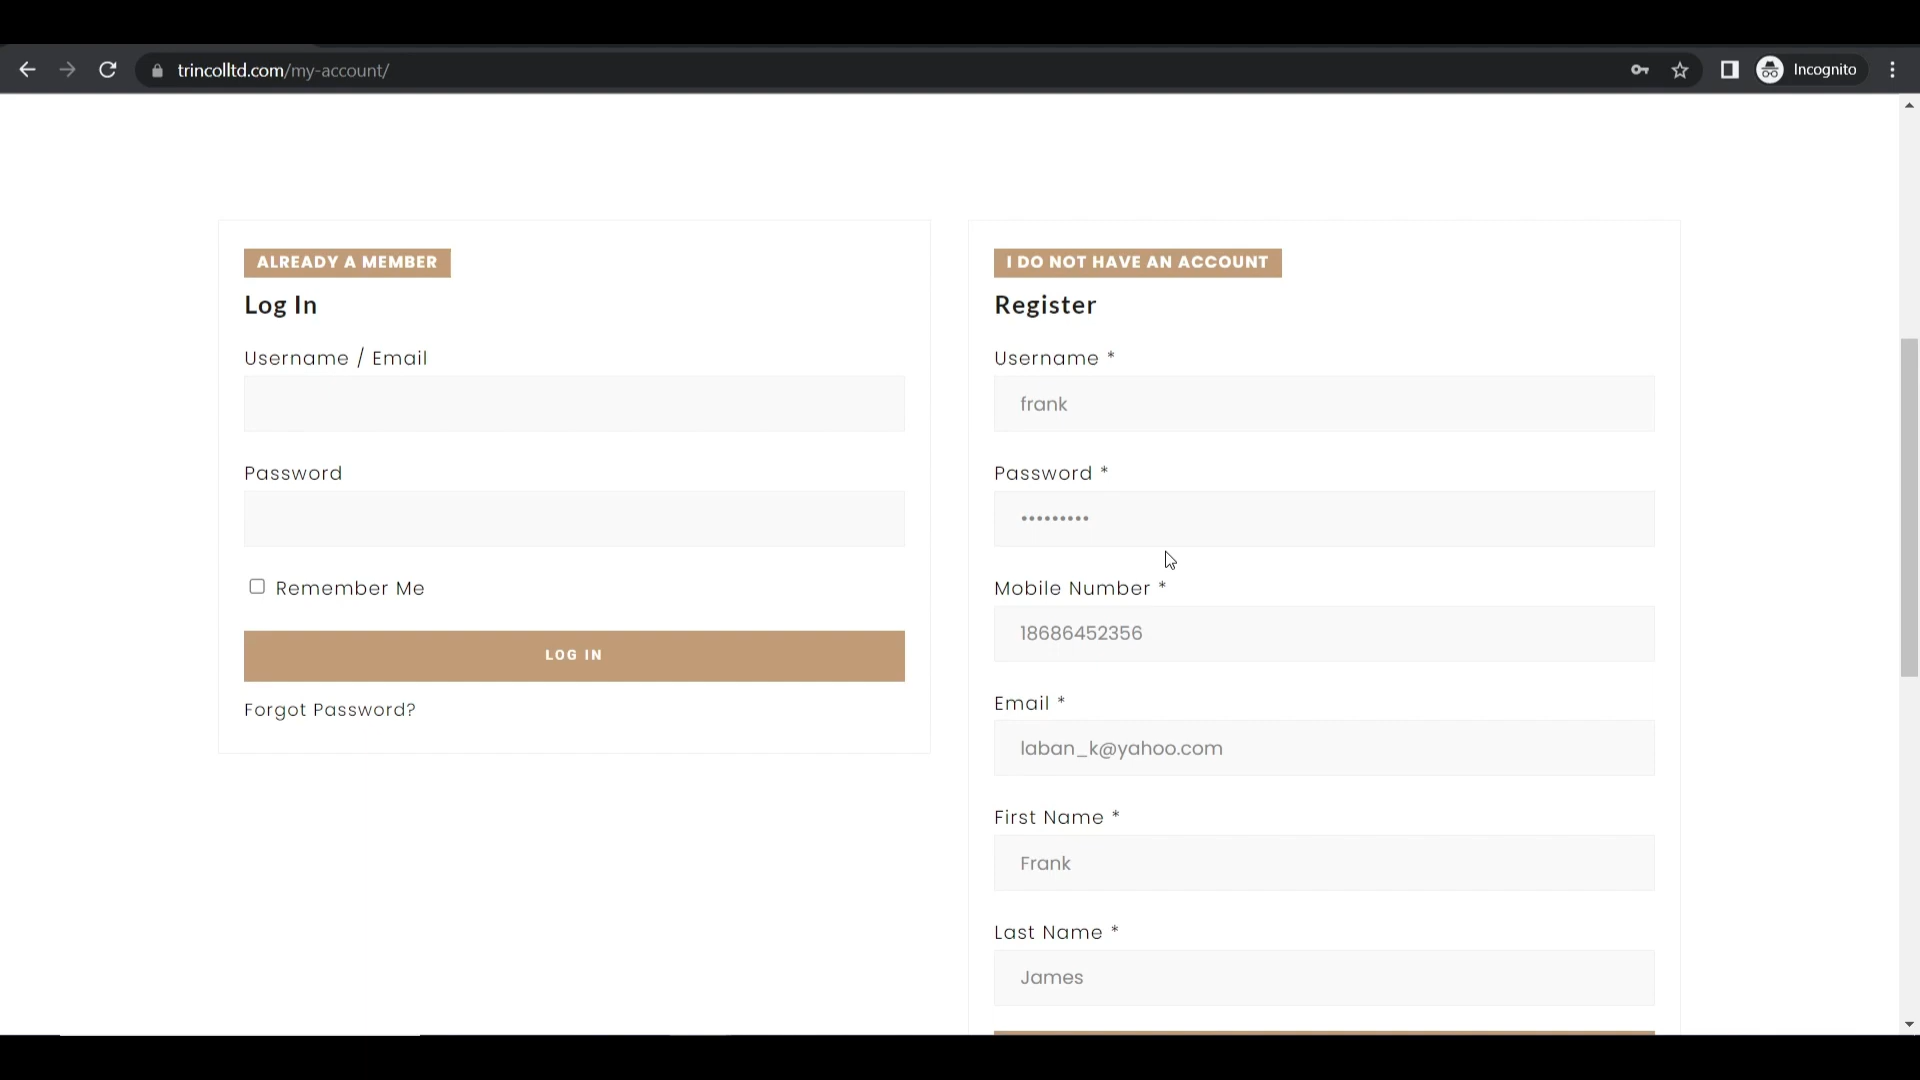 trincolltd.com/my-account/
Incognito
ALREADY A MEMBER
Log In
Username / Email
Password
Remember Me
LOG IN
Forgot Password?
I DO NOT HAVE AN ACCOUNT
Register
Username *
frank
Password *
•••••••••
Mobile Number *
18686452356
Email *
laban_k@yahoo.com
First Name *
Frank
Last Name *
James